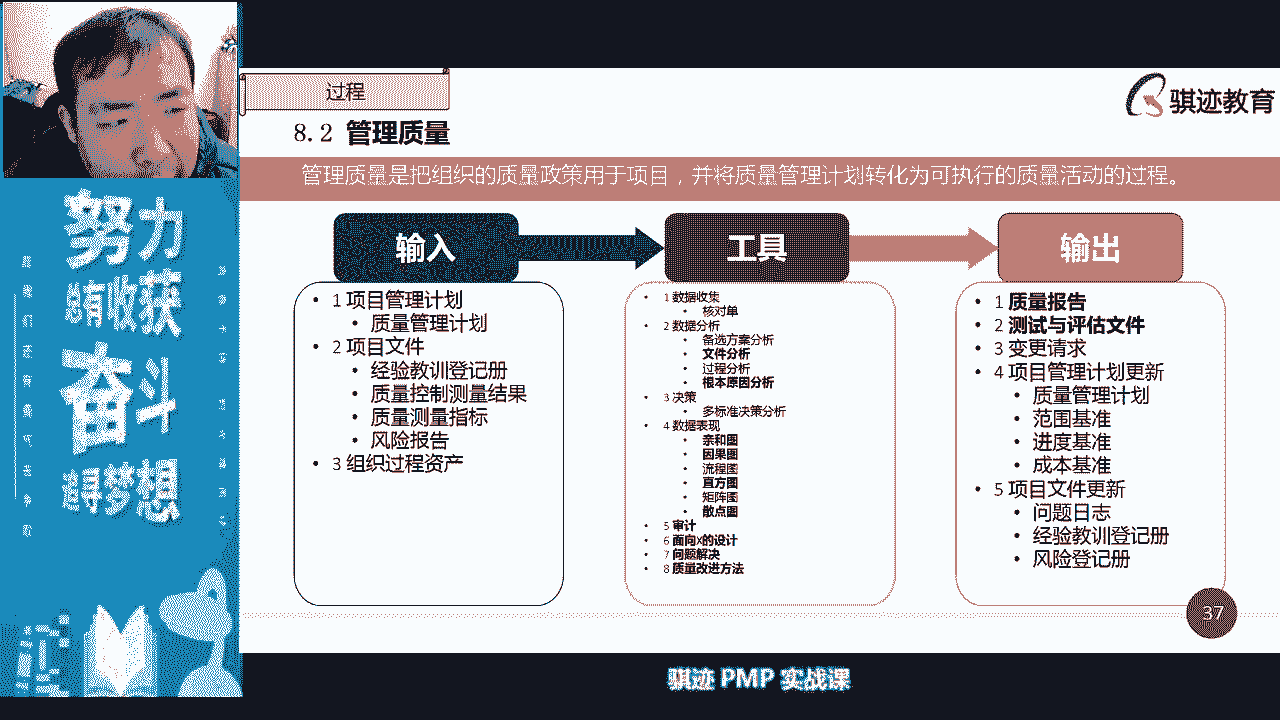 过程
骐迹教育
8.2 管理质量
管理质量是把组织的质量政策用于项目，并将质量管理计划转化为可执行的质量活动的过程。
输入
1 项目管理计划
质量管理计划
2 项目文件
经验教训登记册
质量控制测量结果
质量测量指标
风险报告
3 组织过程资产
工具
1 数据收集
核对单
2 数据分析
备选方案分析
文件分析
过程分析
根本原因分析
3 决策
多标准决策分析
4 数据表现
亲和图
因果图
流程图
直方图
矩阵图
散点图
5 审计
6 面向X的设计
7 问题解决
8 质量改进方法
输出
1 质量报告
2 测试与评估文件
3 变更请求
4 项目管理计划更新
质量管理计划
范围基准
进度基准
成本基准
5 项目文件更新
问题日志
经验教训登记册
风险登记册
37
努力
总有收获
奋斗
追寻梦想
骐迹 PMP 实战课